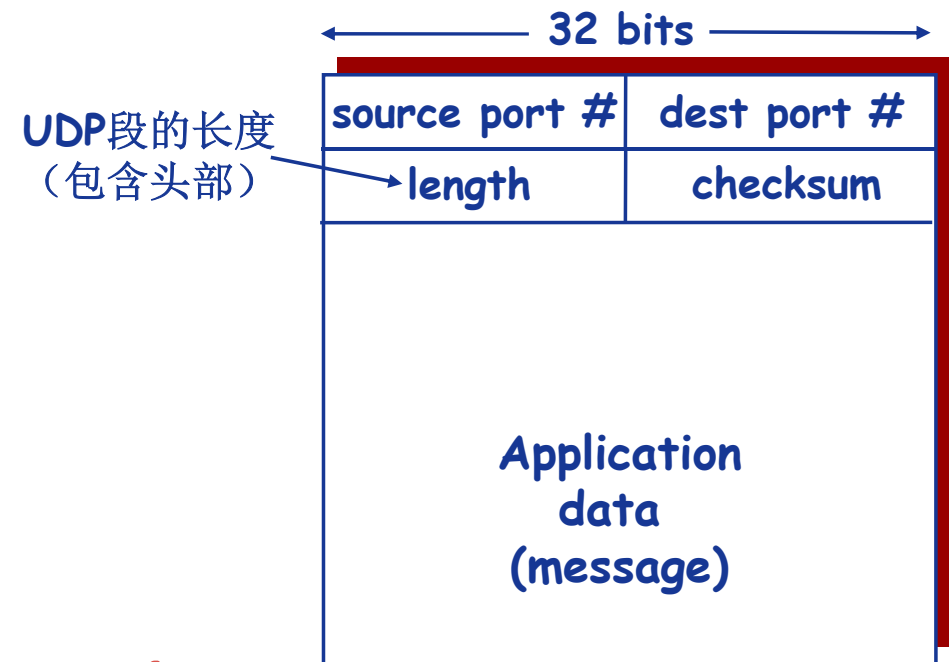 32 bits
source port # dest port #
UDP段的长度
（包含头部）
length checksum
Application
data
(message)